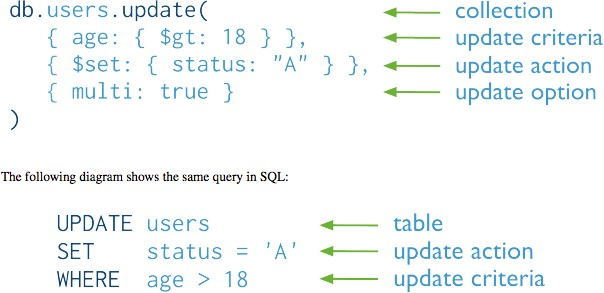 db.users.update( collection
{ age: { $gt: 18 } }, update criteria
{ $set: { status: "A" } }, update action
{ multi: true } update option
)
The following diagram shows the same query in SQL:
UPDATE users table
SET status = 'A' update action
WHERE age > 18 update criteria